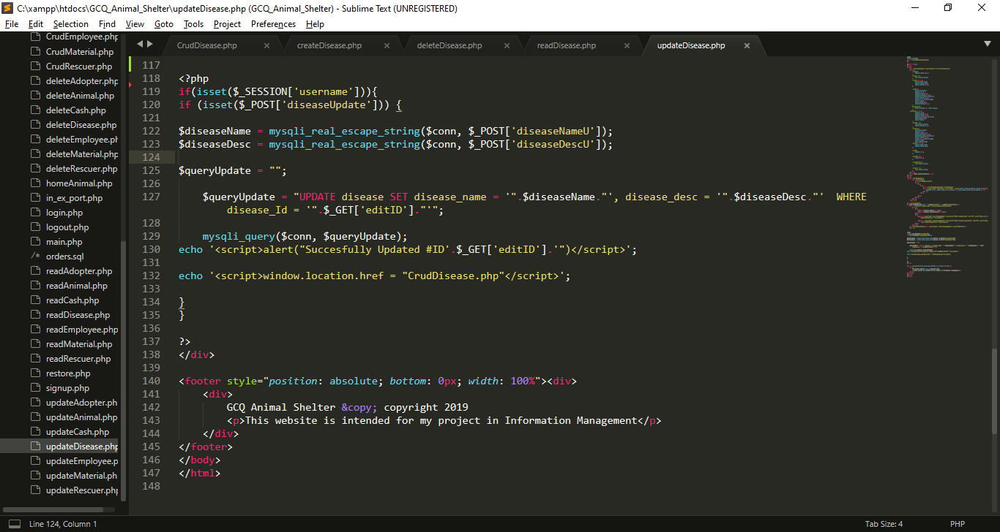 C:\xampp\htdocs\GCQ_Animal_Shelter\updateDisease.php (GCQ_Animal_Shelter) - Sublime Text (UNREGISTERED)
File Edit Selection Find View Goto Tools Project Preferences Help
CrudEmployee.php
CrudMaterial.php
CrudRescuer.php
deleteAdopter.php
deleteAnimal.php
deleteCash.php
deleteDisease.php
deleteEmployee.ph
deleteMaterial.php
deleteRescuer.php
homeAnimal.php
in_ex_port.php
login.php
logout.php
main.php
/* orders.sql
readAdopter.php
readAnimal.php
readCash.php
readDisease.php
readEmployee.php
readMaterial.php
readRescuer.php
restore.php
signup.php
updateAdopter.ph
updateAnimal.php
updateCash.php
updateDisease.php
updateEmployee.p
updateMaterial.ph
updateRescuer.php
CrudDisease.php × createDisease.php × deleteDisease.php × readDisease.php × updateDisease.php ×
117
118 <?php
119 if(isset($_SESSION['username'])){
120 if (isset($_POST['diseaseUpdate'])) {
121
122 $diseaseName = mysqli_real_escape_string($conn, $_POST['diseaseNameU']);
123 $diseaseDesc = mysqli_real_escape_string($conn, $_POST['diseaseDescU']);
124
125 $queryUpdate = "";
126
127 $queryUpdate = "UPDATE disease SET disease_name = '".$diseaseName."', disease_desc = '".$diseaseDesc."'  WHERE
disease_Id = '".$_GET['editID']."'";
128
129 mysqli_query($conn, $queryUpdate);
130 echo '<script>alert("Succesfully Updated #ID'.$_GET['editID'].'")</script>';
131
132 echo '<script>window.location.href = "CrudDisease.php"</script>';
133
134 }
135 }
136
137 ?>
138 </div>
139
140 <footer style="position: absolute; bottom: 0px; width: 100%"><div>
141 <div>
142 GCQ Animal Shelter &copy; copyright 2019
143 <p>This website is intended for my project in Information Management</p>
144 </div>
145 </footer>
146 </body>
147 </html>
148
Line 124, Column 1 Tab Size: 4 PHP